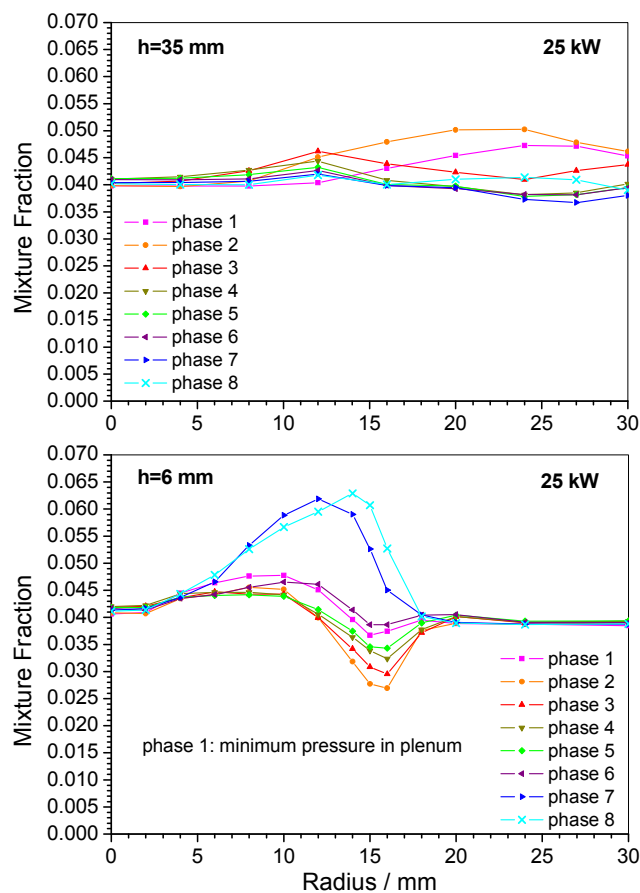 0.070
h=35 mm
25 kW
0.065
0.060
0.055
0.050
0.045
0.040
0.035
0.030
0.025
0.020
0.015
0.010
0.005
0.000
Mixture Fraction
phase 1
phase 2
phase 3
phase 4
phase 5
phase 6
phase 7
phase 8
0 5 10 15 20 25 30
0.070
h=6 mm
25 kW
0.065
0.060
0.055
0.050
0.045
0.040
0.035
0.030
0.025
0.020
0.015
0.010
0.005
0.000
Mixture Fraction
phase 1: minimum pressure in plenum
phase 1
phase 2
phase 3
phase 4
phase 5
phase 6
phase 7
phase 8
0 5 10 15 20 25 30
Radius / mm